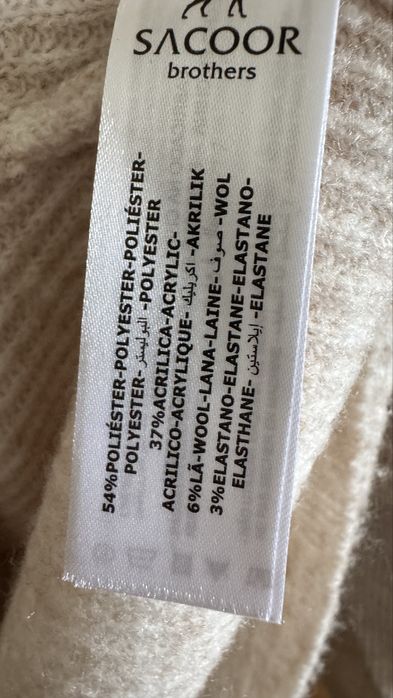 SACOOR
brothers
54%POLIÉSTER-POLYESTER-POLIÉSTER-
POLYESTER- البوليستر -POLYESTER
37%ACRILICA-ACRYLIC-
ACRILICO-ACRYLIQUE- اكريليك -AKRILIK
6%LÃ-WOOL-LANA-LAINE- صوف -WOL
3%ELASTANO-ELASTANE-ELASTANO-
ELASTHANE- إيلاستين -ELASTANE